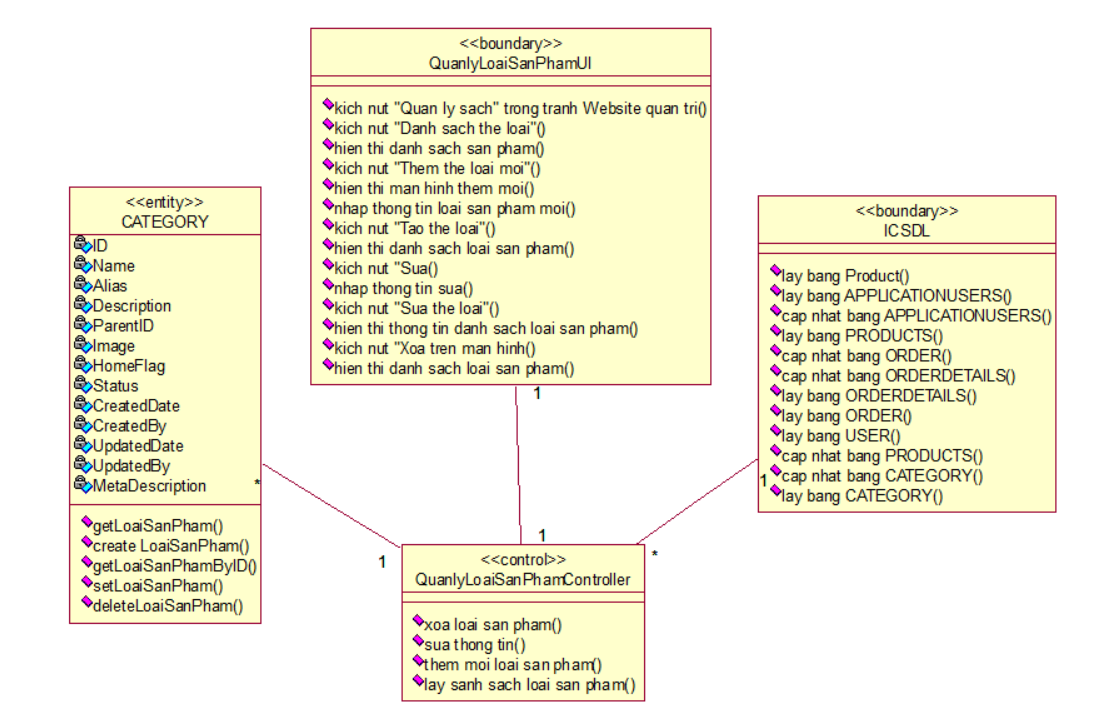 <<boundary>>
QuanlyLoaiSanPhamUI
kich nut "Quan ly sach" trong tranh Website quan tri()
kich nut "Danh sach the loai"()
hien thi danh sach san pham()
kich nut "Them the loai moi"()
hien thi man hinh them moi()
nhap thong tin loai san pham moi()
kich nut "Tao the loai"()
hien thi danh sach loai san pham()
kich nut "Sua()
nhap thong tin sua()
kich nut "Sua the loai"()
hien thi thong tin danh sach loai san pham()
kich nut "Xoa tren man hinh()
hien thi danh sach loai san pham()
<<entity>>
CATEGORY
ID
Name
Alias
Description
ParentID
Image
HomeFlag
Status
CreatedDate
CreatedBy
UpdatedDate
UpdatedBy
MetaDescription
getLoaiSanPham()
create LoaiSanPham()
getLoaiSanPhamByID()
setLoaiSanPham()
deleteLoaiSanPham()
<<boundary>>
ICSDL
lay bang Product()
lay bang APPLICATIONUSERS()
cap nhat bang APPLICATIONUSERS()
lay bang PRODUCTS()
cap nhat bang ORDER()
cap nhat bang ORDERDETAILS()
lay bang ORDERDETAILS()
lay bang ORDER()
lay bang USER()
cap nhat bang PRODUCTS()
cap nhat bang CATEGORY()
lay bang CATEGORY()
1
*
1
1
1
*
<<control>>
QuanlyLoaiSanPhamController
xoa loai san pham()
sua thong tin()
them moi loai san pham()
lay sanh sach loai san pham()